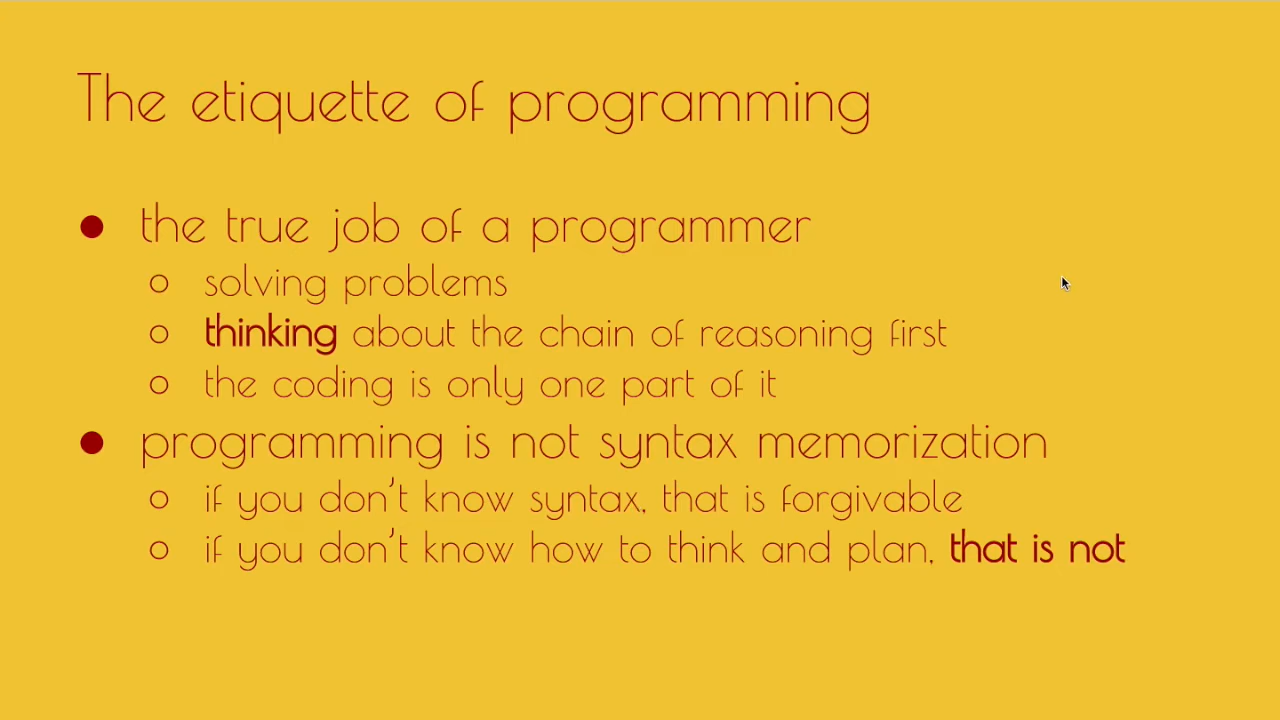 The etiquette of programming
● the true job of a programmer
○ solving problems
○ thinking about the chain of reasoning first
○ the coding is only one part of it
● programming is not syntax memorization
○ if you don't know syntax, that is forgivable
○ if you don't know how to think and plan, that is not